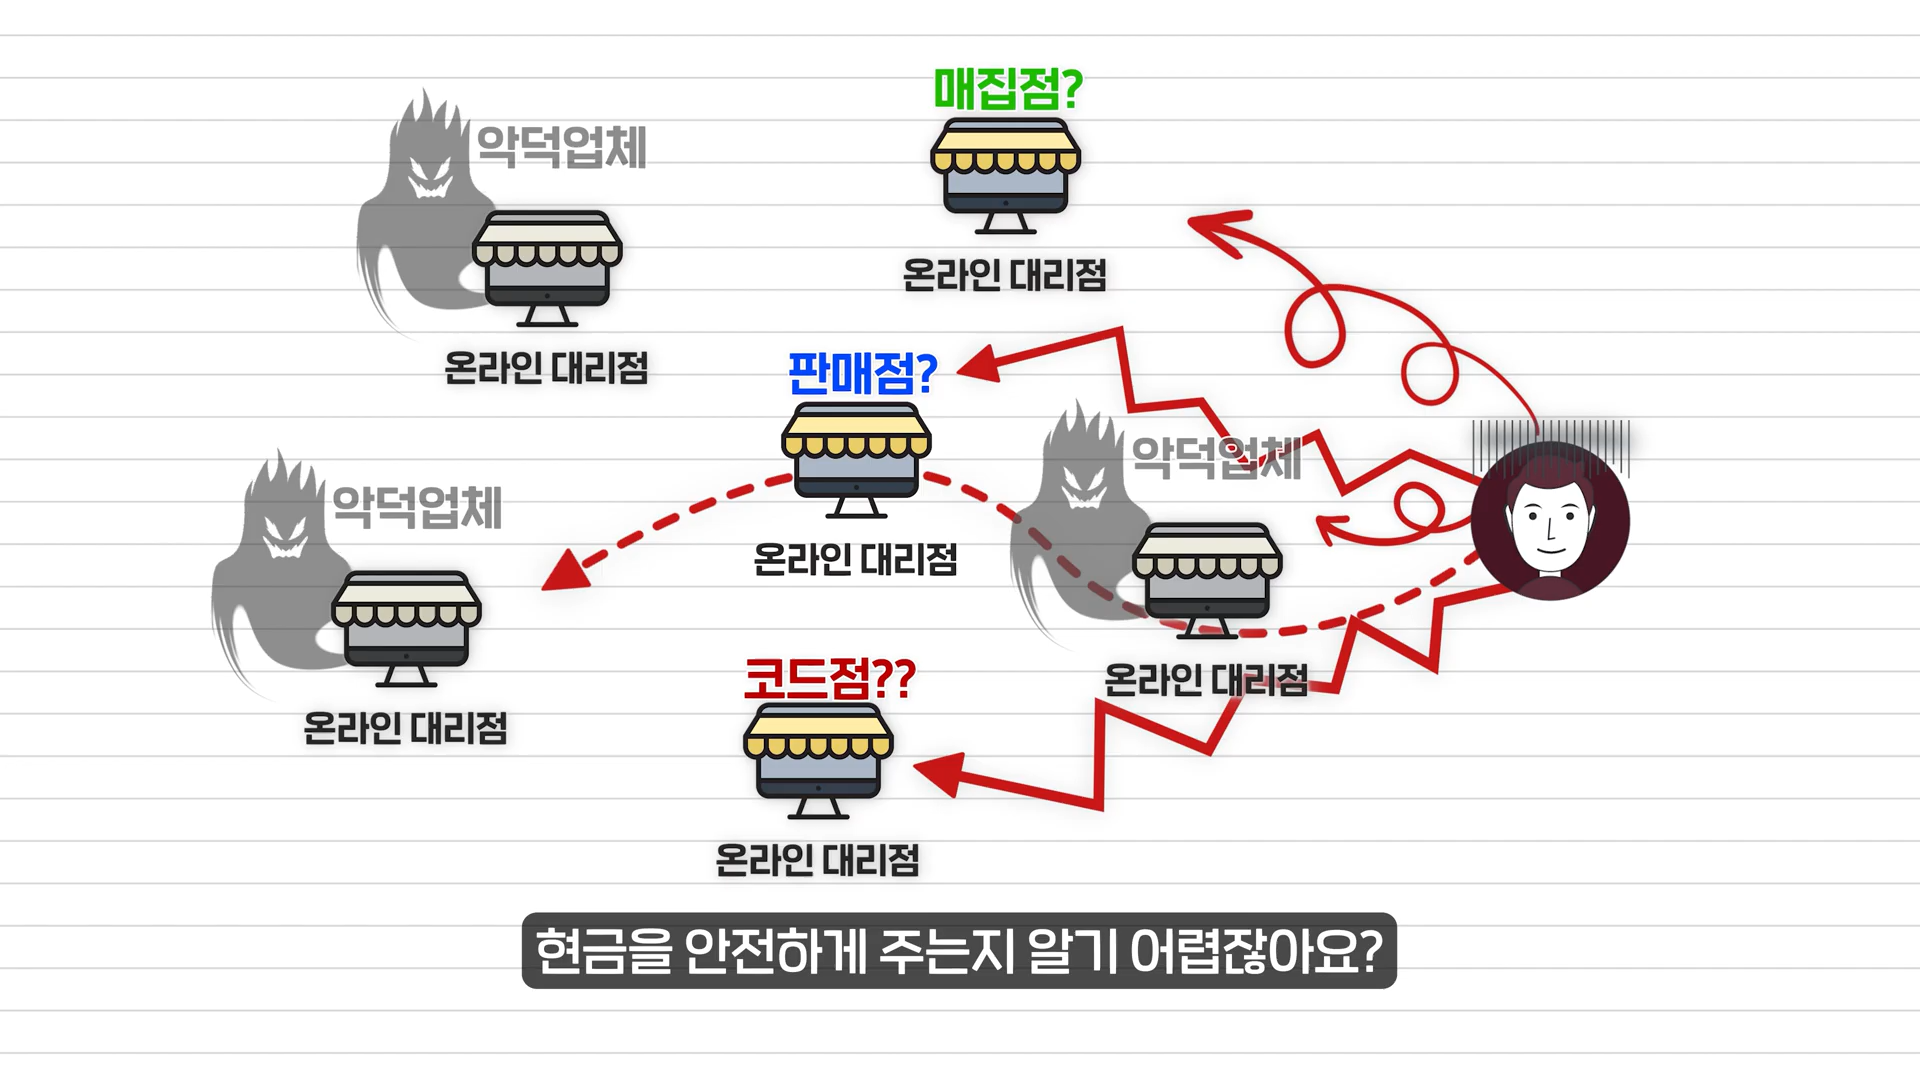 매집점?
온라인 대리점
악덕업체
온라인 대리점
판매점?
온라인 대리점
악덕업체
온라인 대리점
악덕업체
온라인 대리점
코드점??
온라인 대리점
현금을 안전하게 주는지 알기 어렵잖아요?